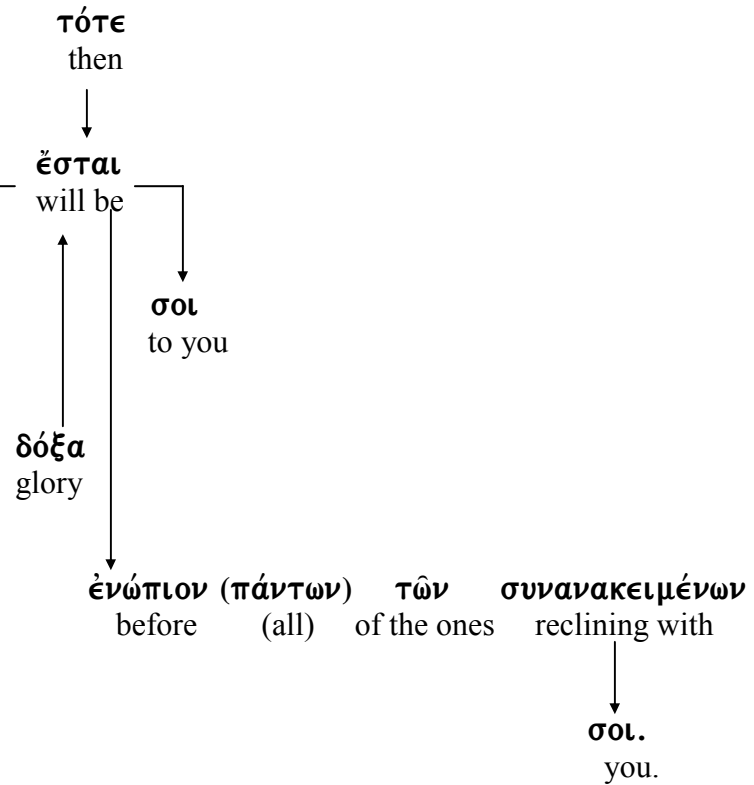 τότε
then
ἔσται
will be
σοι
to you
δόξα
glory
ἐνώπιον (πάντων) τῶν συνανακειμένων
before (all) of the ones reclining with
σοι.
you.